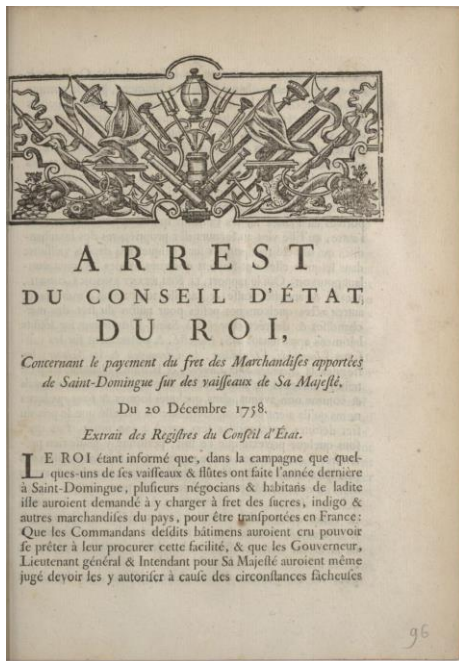 ARREST
DU CONSEIL D'ÉTAT
DU ROI,
Concernant le payement du fret des Marchandiſes apportées
de Saint-Domingue ſur des vaiſſeaux de Sa Majeſté,
Du 20 Décembre 1758.
Extrait des Regiſtres du Conſeil d'État.
LE ROI étant informé que, dans la campagne que quel-
ques-uns de ſes vaiſſeaux & flûtes ont faite l'année dernière
à Saint-Domingue, pluſieurs négocians & habitans de ladite
iſle auroient demandé à y charger à fret des ſucres, indigo &
autres marchandiſes du pays, pour être tranſportées en France:
Que les Commandans deſdits bâtimens auroient cru pouvoir
ſe prêter à leur procurer cette facilité, & que les Gouverneur,
Lieutenant général & Intendant pour Sa Majeſté auroient même
jugé devoir les y autoriſer à cauſe des circonſtances fâcheuſes
96